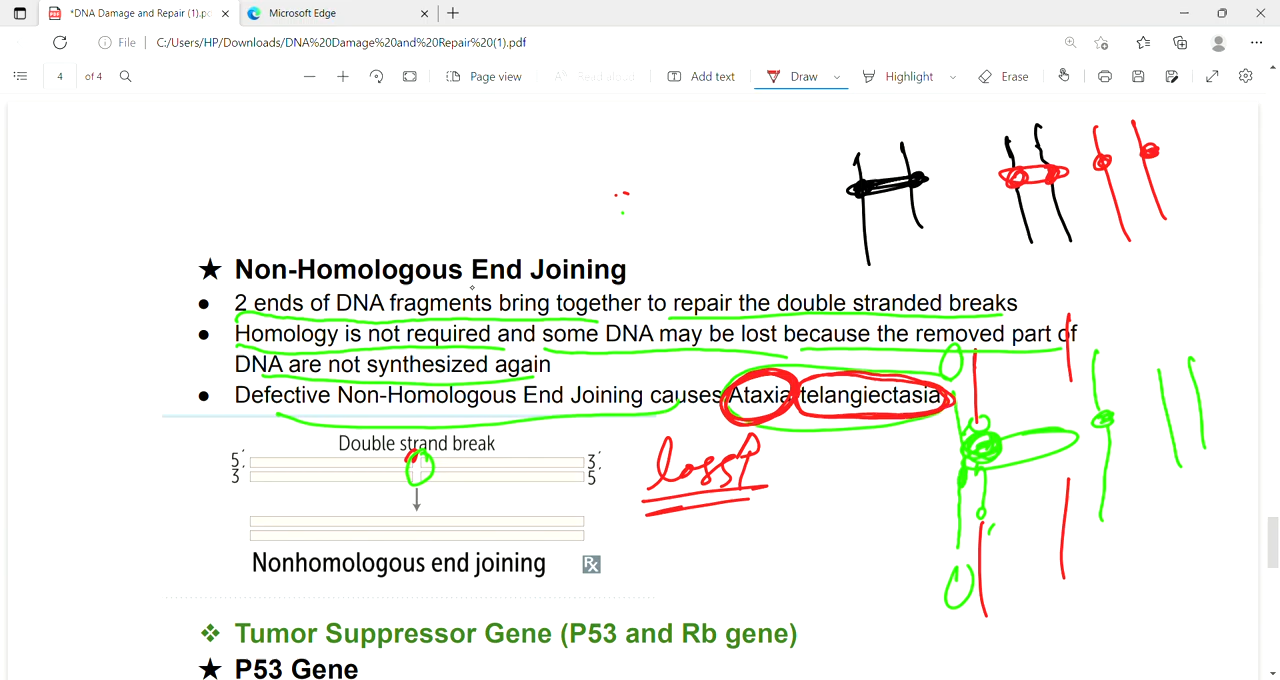 *DNA Damage and Repair (1).pd
Microsoft Edge
File
C:/Users/HP/Downloads/DNA%20Damage%20and%20Repair%20(1).pdf
4 of 4
Page view
Read aloud
Add text
Draw
Highlight
Erase
★ Non-Homologous End Joining
● 2 ends of DNA fragments bring together to repair the double stranded breaks
● Homology is not required and some DNA may be lost because the removed part of
DNA are not synthesized again
● Defective Non-Homologous End Joining causes Ataxia telangiectasia
Double strand break
5´ 3´
3´ 5´
loss
Nonhomologous end joining
Rx
❖ Tumor Suppressor Gene (P53 and Rb gene)
★ P53 Gene